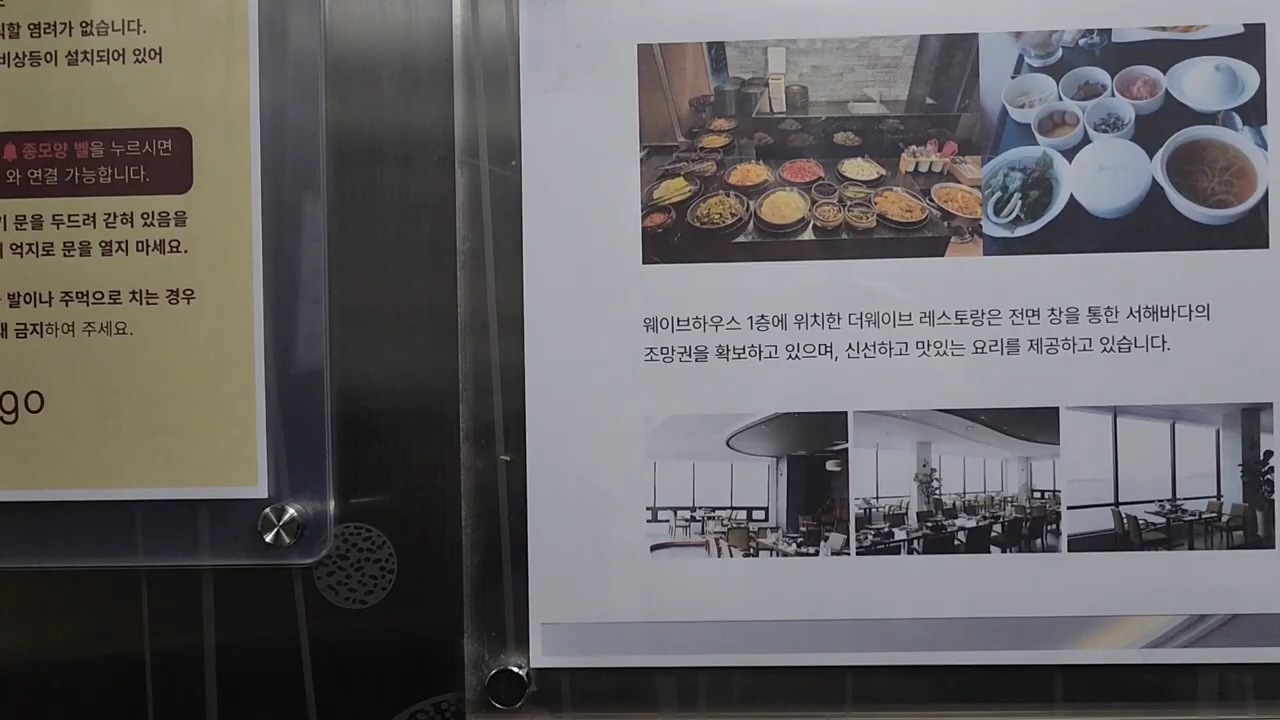 할 염려가 없습니다.
비상등이 설치되어 있어
종모양 벨을 누르시면
와 연결 가능합니다.
문을 두드려 갇혀 있음을
억지로 문을 열지 마세요.
발이나 주먹으로 치는 경우
금지하여 주세요.
go
웨이브하우스 1층에 위치한 더웨이브 레스토랑은 전면 창을 통한 서해바다의
조망권을 확보하고 있으며, 신선하고 맛있는 요리를 제공하고 있습니다.